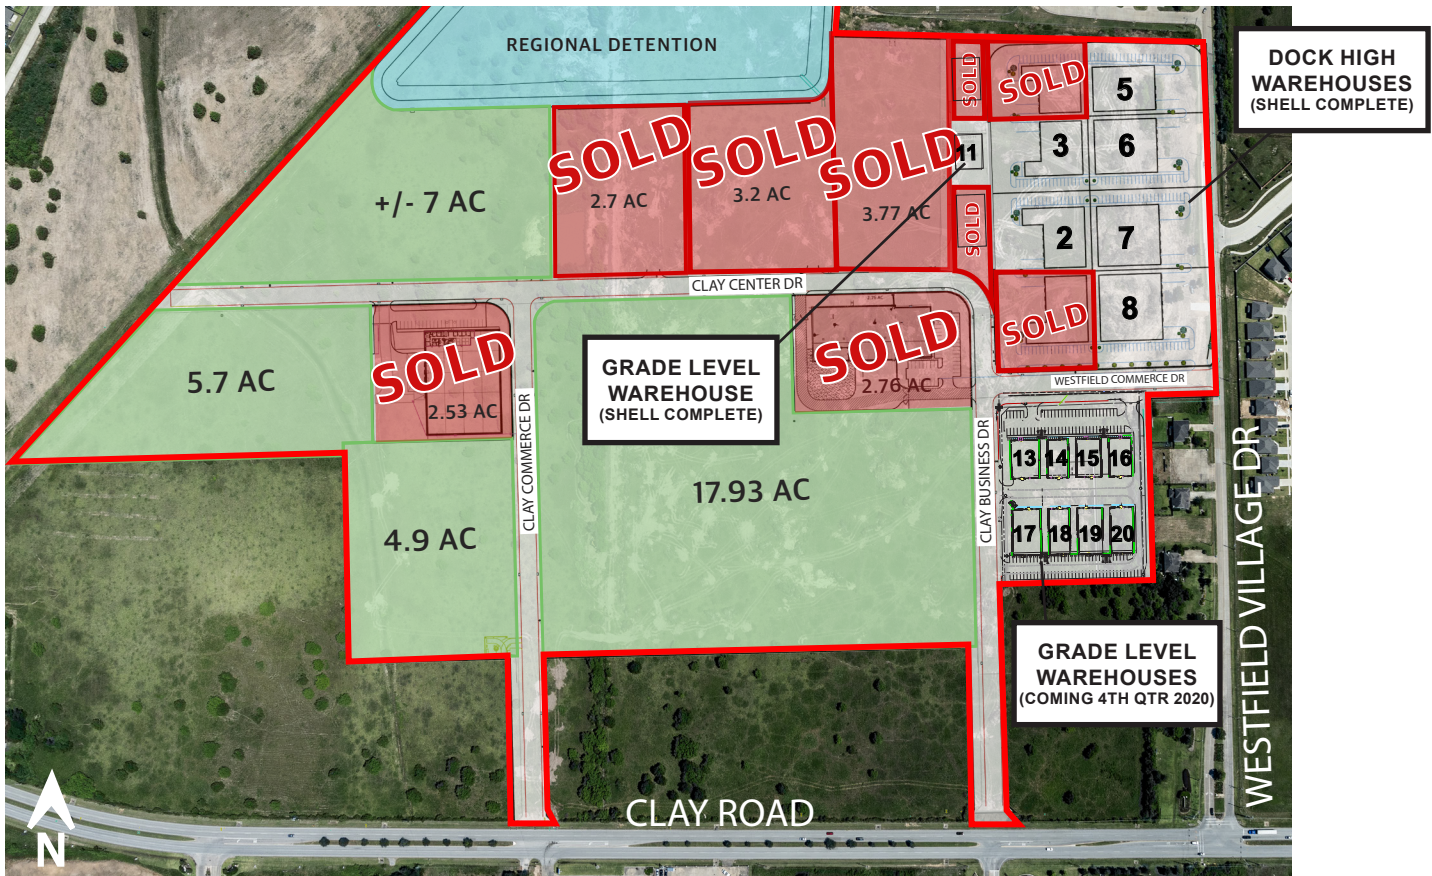 REGIONAL DETENTION
DOCK HIGH
WAREHOUSES
(SHELL COMPLETE)
SOLD
SOLD
5
SOLD
SOLD
SOLD
11
3
6
+/- 7 AC
2.7 AC
3.2 AC
3.77 AC
SOLD
2
7
CLAY CENTER DR
SOLD
8
SOLD
SOLD
GRADE LEVEL
WAREHOUSE
(SHELL COMPLETE)
5.7 AC
2.53 AC
2.76 AC
WESTFIELD COMMERCE DR
CLAY COMMERCE DR
CLAY BUSINESS DR
WESTFIELD VILLAGE DR
13 14 15 16
17.93 AC
4.9 AC
17 18 19 20
GRADE LEVEL
WAREHOUSES
(COMING 4TH QTR 2020)
CLAY ROAD
N